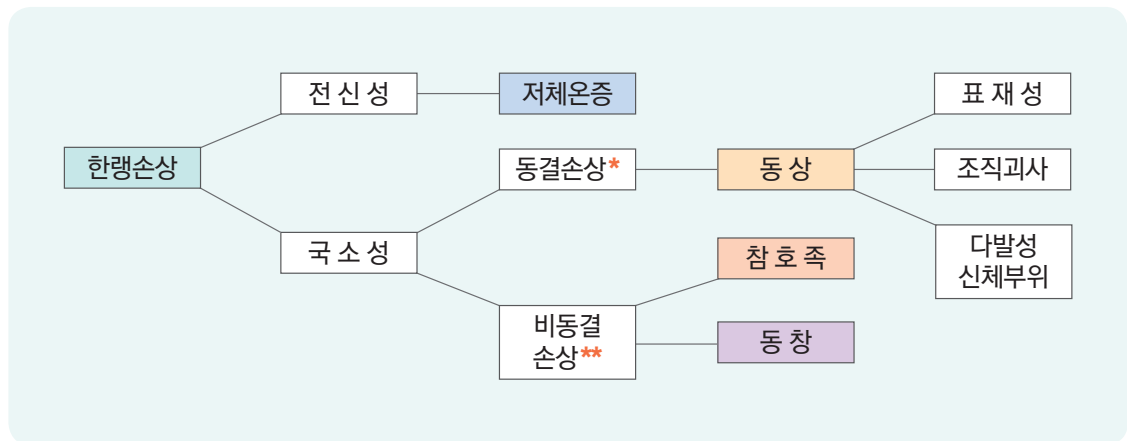 한랭손상
전 신 성
저체온증
국 소 성
동결손상*
동 상
표 재 성
조직괴사
다발성
신체부위
비동결
손상**
참 호 족
동 창